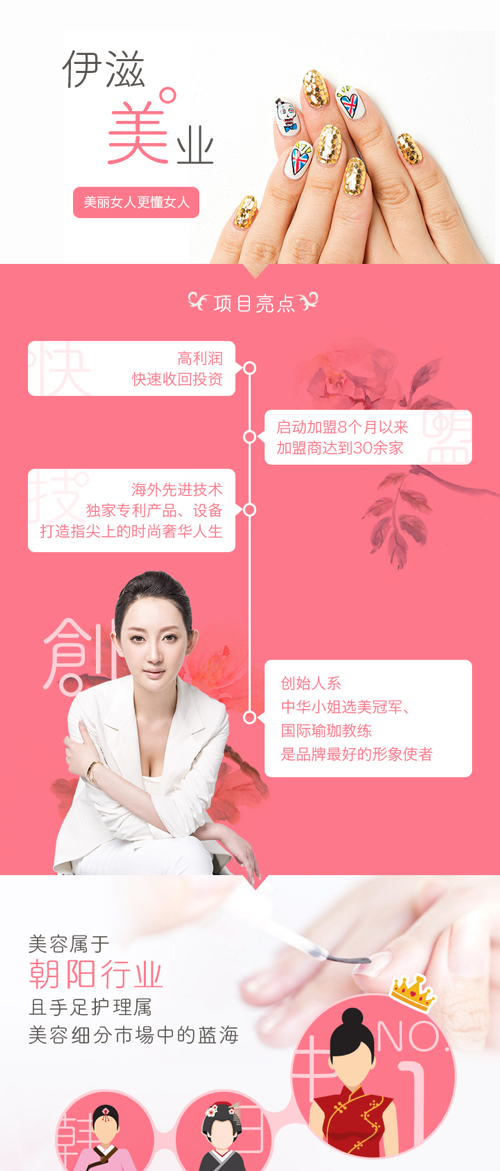 伊滋
美业
美丽女人更懂女人
项目亮点
快
高利润
快速收回投资
盟
启动加盟8个月以来
加盟商达到30余家
技
海外先进技术
独家专利产品、设备
打造指尖上的时尚奢华人生
創
创始人系
中华小姐选美冠军、
国际瑜珈教练
是品牌最好的形象使者
美容属于
朝阳行业
且手足护理属
美容细分市场中的蓝海
NO.
1
中
韩
日